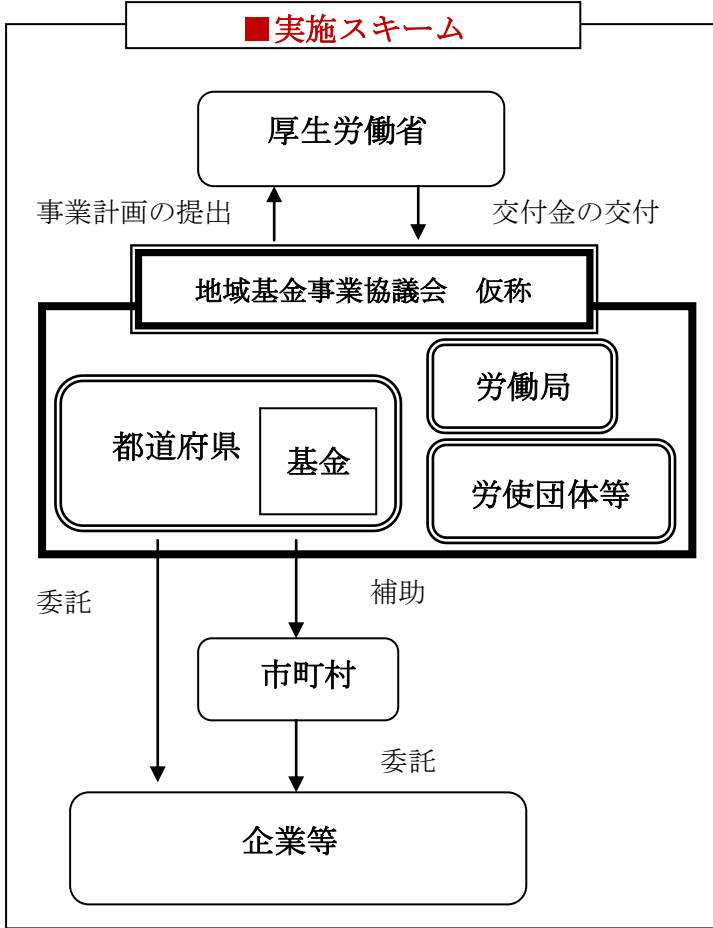 ■実施スキーム
厚生労働省
事業計画の提出
交付金の交付
地域基金事業協議会　仮称
労働局
都道府県
基金
労使団体等
委託
補助
市町村
委託
企業等